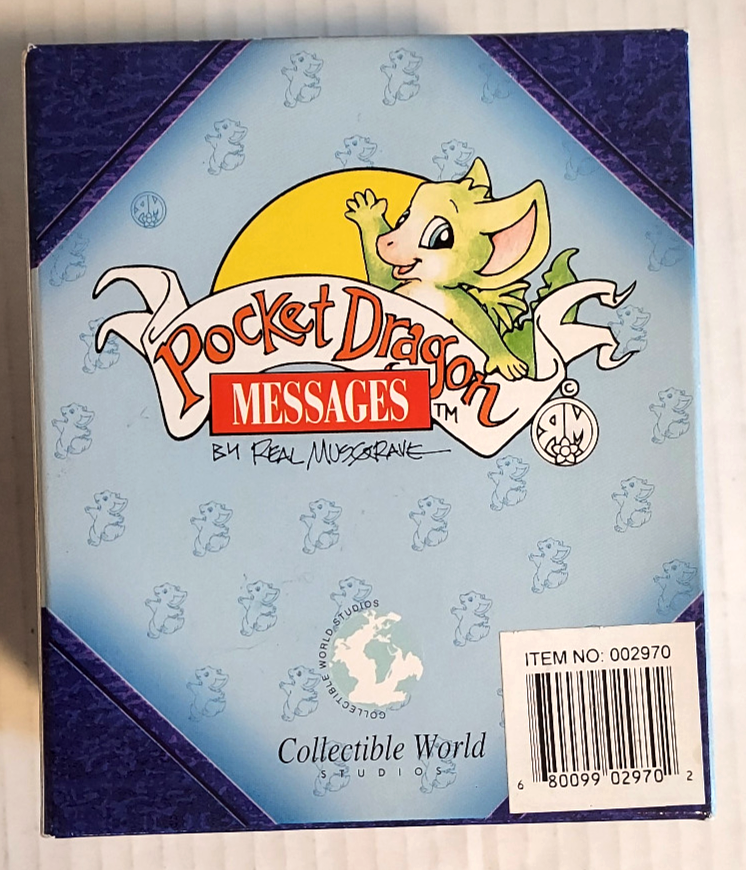 Pocket Dragon
MESSAGES TM
©
BY REAL MUSGRAVE
COLLECTIBLE WORLD STUDIOS
COLLECTIBLE
Collectible World
STUDIOS
ITEM NO: 002970
6 80099 02970 2